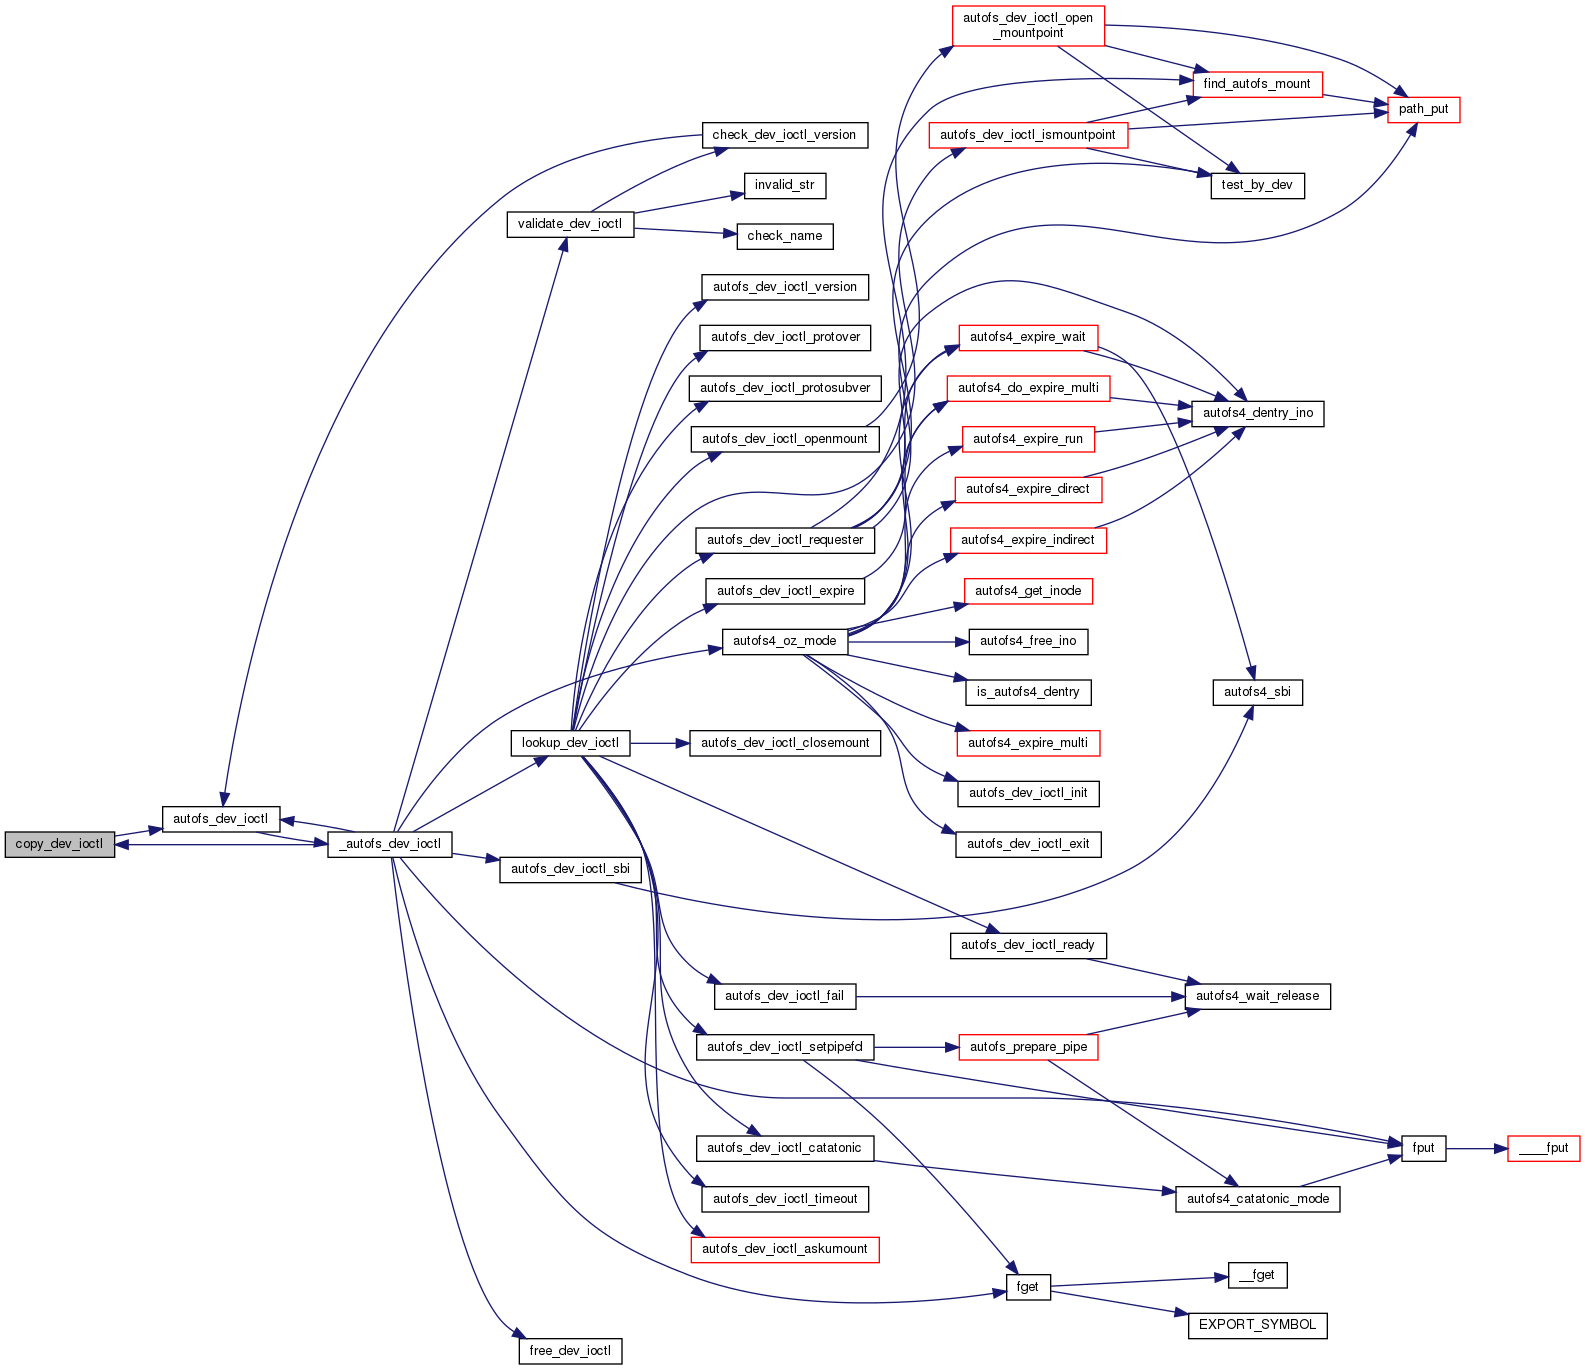 autofs_dev_ioctl_open
_mountpoint
find_autofs_mount
path_put
check_dev_ioctl_version
autofs_dev_ioctl_ismountpoint
invalid_str
test_by_dev
validate_dev_ioctl
check_name
autofs_dev_ioctl_version
autofs_dev_ioctl_protover
autofs4_expire_wait
autofs_dev_ioctl_protosubver
autofs4_do_expire_multi
autofs4_dentry_ino
autofs_dev_ioctl_openmount
autofs4_expire_run
autofs4_expire_direct
autofs_dev_ioctl_requester
autofs4_expire_indirect
autofs_dev_ioctl_expire
autofs4_get_inode
autofs4_oz_mode
autofs4_free_ino
is_autofs4_dentry
autofs4_sbi
lookup_dev_ioctl
autofs_dev_ioctl_closemount
autofs4_expire_multi
autofs_dev_ioctl_init
autofs_dev_ioctl
copy_dev_ioctl
_autofs_dev_ioctl
autofs_dev_ioctl_exit
autofs_dev_ioctl_sbi
autofs_dev_ioctl_ready
autofs_dev_ioctl_fail
autofs4_wait_release
autofs_dev_ioctl_setpipefd
autofs_prepare_pipe
autofs_dev_ioctl_catatonic
fput
____fput
autofs_dev_ioctl_timeout
autofs4_catatonic_mode
autofs_dev_ioctl_askumount
fget
__fget
EXPORT_SYMBOL
free_dev_ioctl